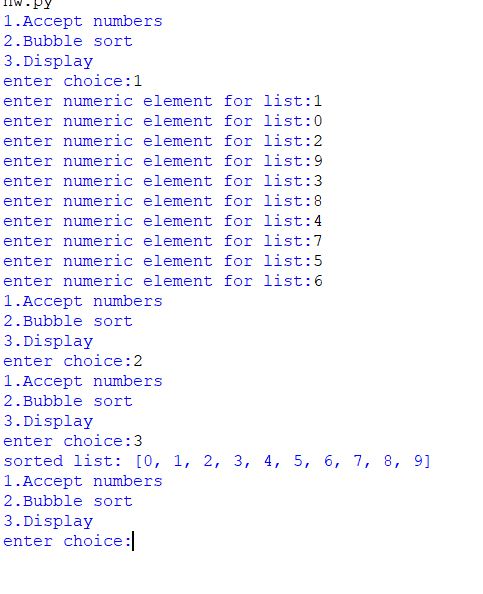 hw.py
1.Accept numbers
2.Bubble sort
3.Display
enter choice:1
enter numeric element for list:1
enter numeric element for list:0
enter numeric element for list:2
enter numeric element for list:9
enter numeric element for list:3
enter numeric element for list:8
enter numeric element for list:4
enter numeric element for list:7
enter numeric element for list:5
enter numeric element for list:6
1.Accept numbers
2.Bubble sort
3.Display
enter choice:2
1.Accept numbers
2.Bubble sort
3.Display
enter choice:3
sorted list: [0, 1, 2, 3, 4, 5, 6, 7, 8, 9]
1.Accept numbers
2.Bubble sort
3.Display
enter choice: